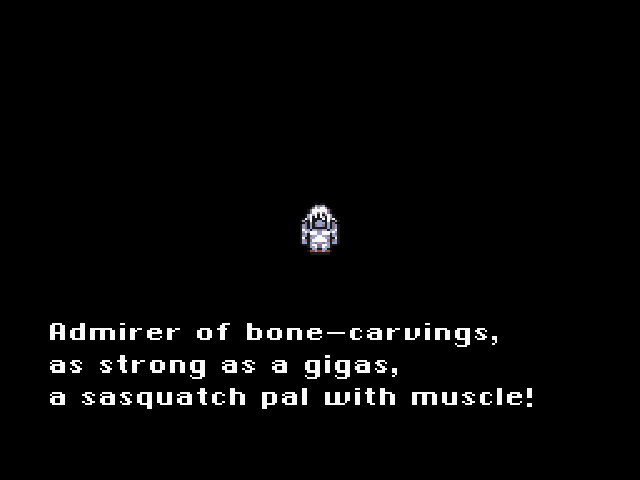 Admirer of bone-carvings,
as strong as a gigas,
a sasquatch pal with muscle!